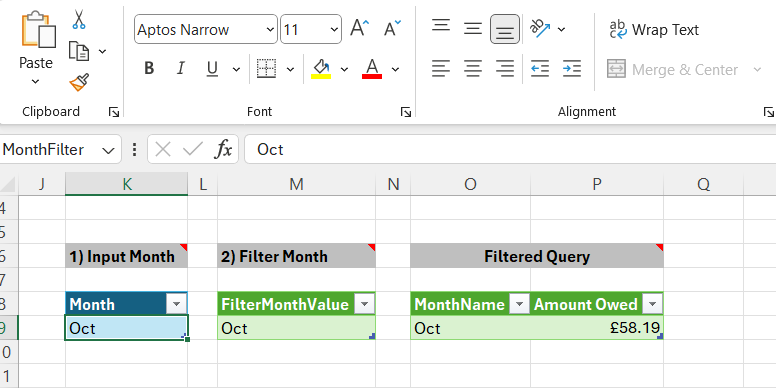 Aptos Narrow 11 A A ab
Paste B I U A c Wrap Text
Merge & Center
Clipboard Font Alignment
MonthFilter fx Oct
J K L M N O P Q
4
5
6 1) Input Month 2) Filter Month Filtered Query
7
8 Month FilterMonthValue MonthName Amount Owed
9 Oct Oct Oct £58.19
0
1